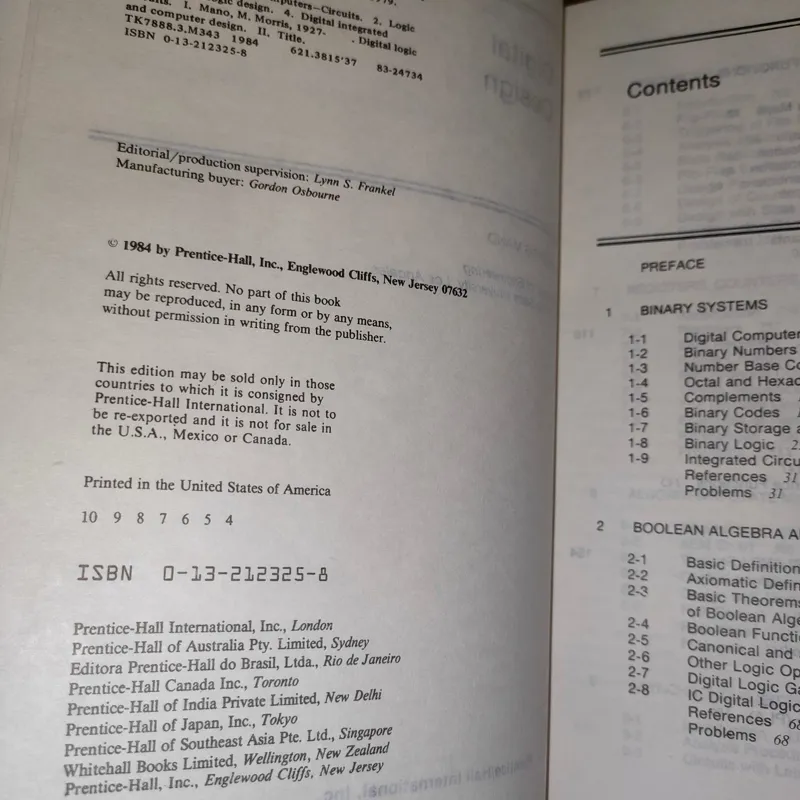 puters—Circuits. 2. Logic
design. 4. Digital integrated
I. Mano, M. Morris, 1927-
. Digital logic
and computer design. II. Title.
TK7888.3.M343 1984 621.3815'37 83-24734
ISBN 0-13-212325-8
Editorial/production supervision: Lynn S. Frankel
Manufacturing buyer: Gordon Osbourne
© 1984 by Prentice-Hall, Inc., Englewood Cliffs, New Jersey 07632
All rights reserved. No part of this book
may be reproduced, in any form or by any means,
without permission in writing from the publisher.
This edition may be sold only in those
countries to which it is consigned by
Prentice-Hall International. It is not to
be re-exported and it is not for sale in
the U.S.A., Mexico or Canada.
Printed in the United States of America
10 9 8 7 6 5 4
ISBN 0-13-212325-8
Prentice-Hall International, Inc., London
Prentice-Hall of Australia Pty. Limited, Sydney
Editora Prentice-Hall do Brasil, Ltda., Rio de Janeiro
Prentice-Hall Canada Inc., Toronto
Prentice-Hall of India Private Limited, New Delhi
Prentice-Hall of Japan, Inc., Tokyo
Prentice-Hall of Southeast Asia Pte. Ltd., Singapore
Whitehall Books Limited, Wellington, New Zealand
Prentice-Hall, Inc., Englewood Cliffs, New Jersey
Contents
PREFACE
1 BINARY SYSTEMS
1-1 Digital Computer
1-2 Binary Numbers
1-3 Number Base Co
1-4 Octal and Hexad
1-5 Complements
1-6 Binary Codes
1-7 Binary Storage a
1-8 Binary Logic
1-9 Integrated Circu
References 31
Problems 31
2 BOOLEAN ALGEBRA A
2-1 Basic Definition
2-2 Axiomatic Defin
2-3 Basic Theorems
of Boolean Alge
2-4 Boolean Functi
2-5 Canonical and
2-6 Other Logic Op
2-7 Digital Logic Ga
2-8 IC Digital Logic
References 68
Problems 68